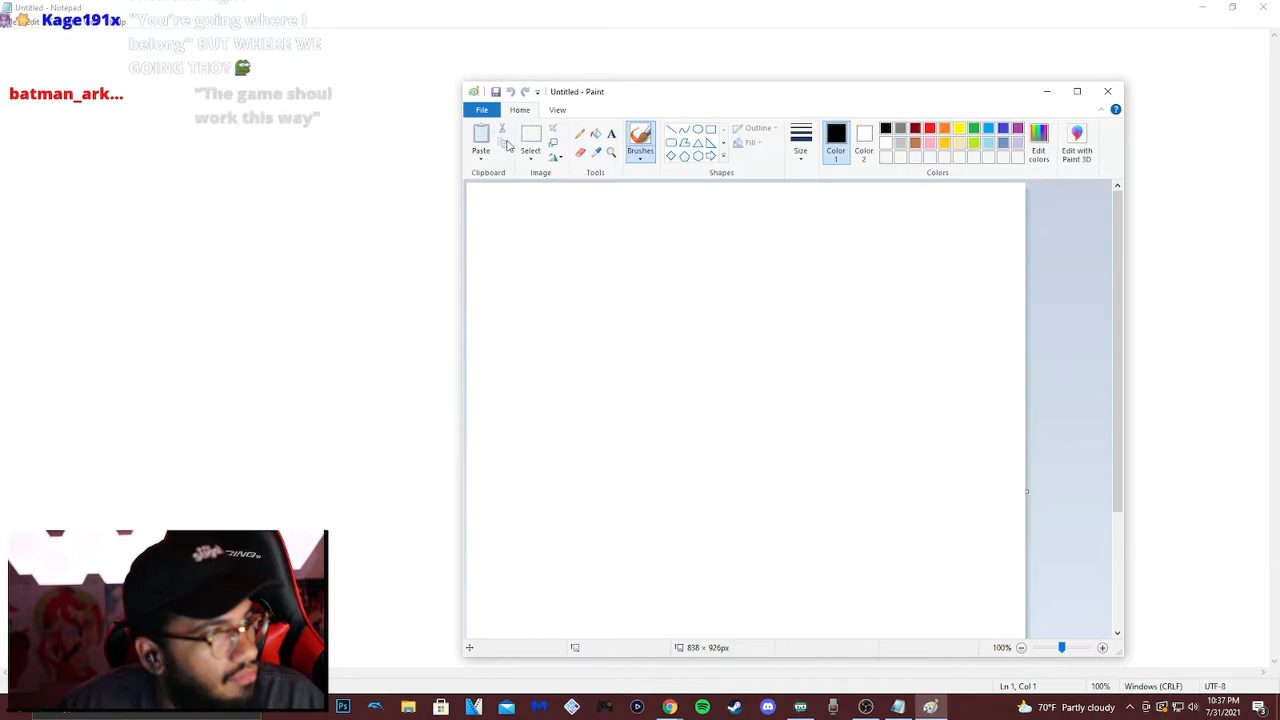 Untitled - Notepad
Kage191x
"You're going where I
belong" BUT WHERE WE
GOING THO?
batman_ark...
"The game shoul
work this way"
Untitled - Paint
File
Home
View
Paste
Select
Brushes
Outline
Fill
Size
Color
1
Color
2
Edit
colors
Edit with
Paint 3D
Clipboard
Image
Tools
Shapes
Colors
838 × 926px
100%
Ln 1, Col 1
100%
Windows (CRLF)
UTF-8
70°F Partly cloudy
10:37 PM
7/31/2021